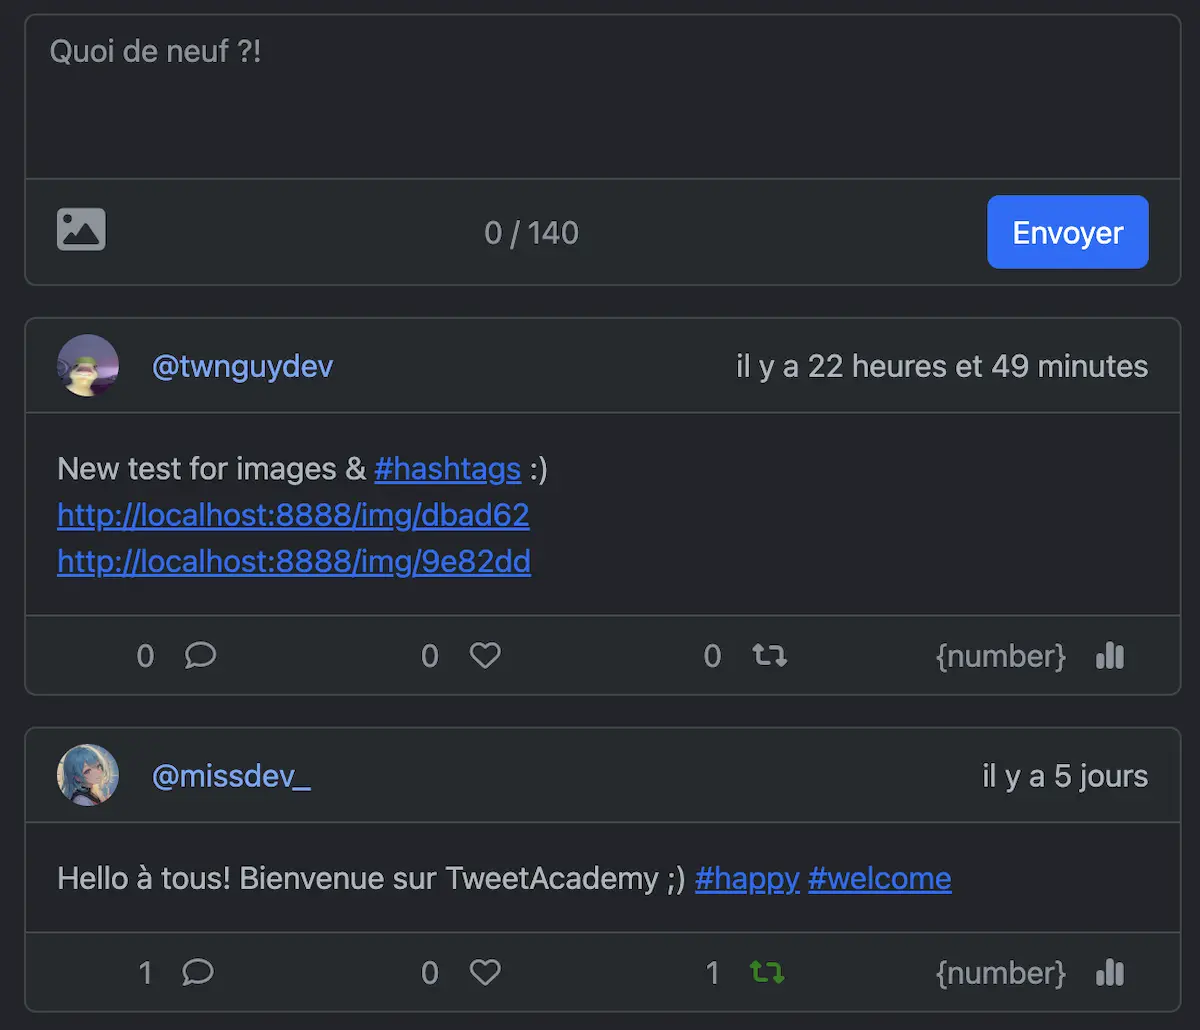 Quoi de neuf ?!
0 / 140
Envoyer
@twnguydev
il y a 22 heures et 49 minutes
New test for images & #hashtags :)
http://localhost:8888/img/dbad62
http://localhost:8888/img/9e82dd
0 0 0 {number}
@missdev_
il y a 5 jours
Hello à tous! Bienvenue sur TweetAcademy ;) #happy #welcome
1 0 1 {number}